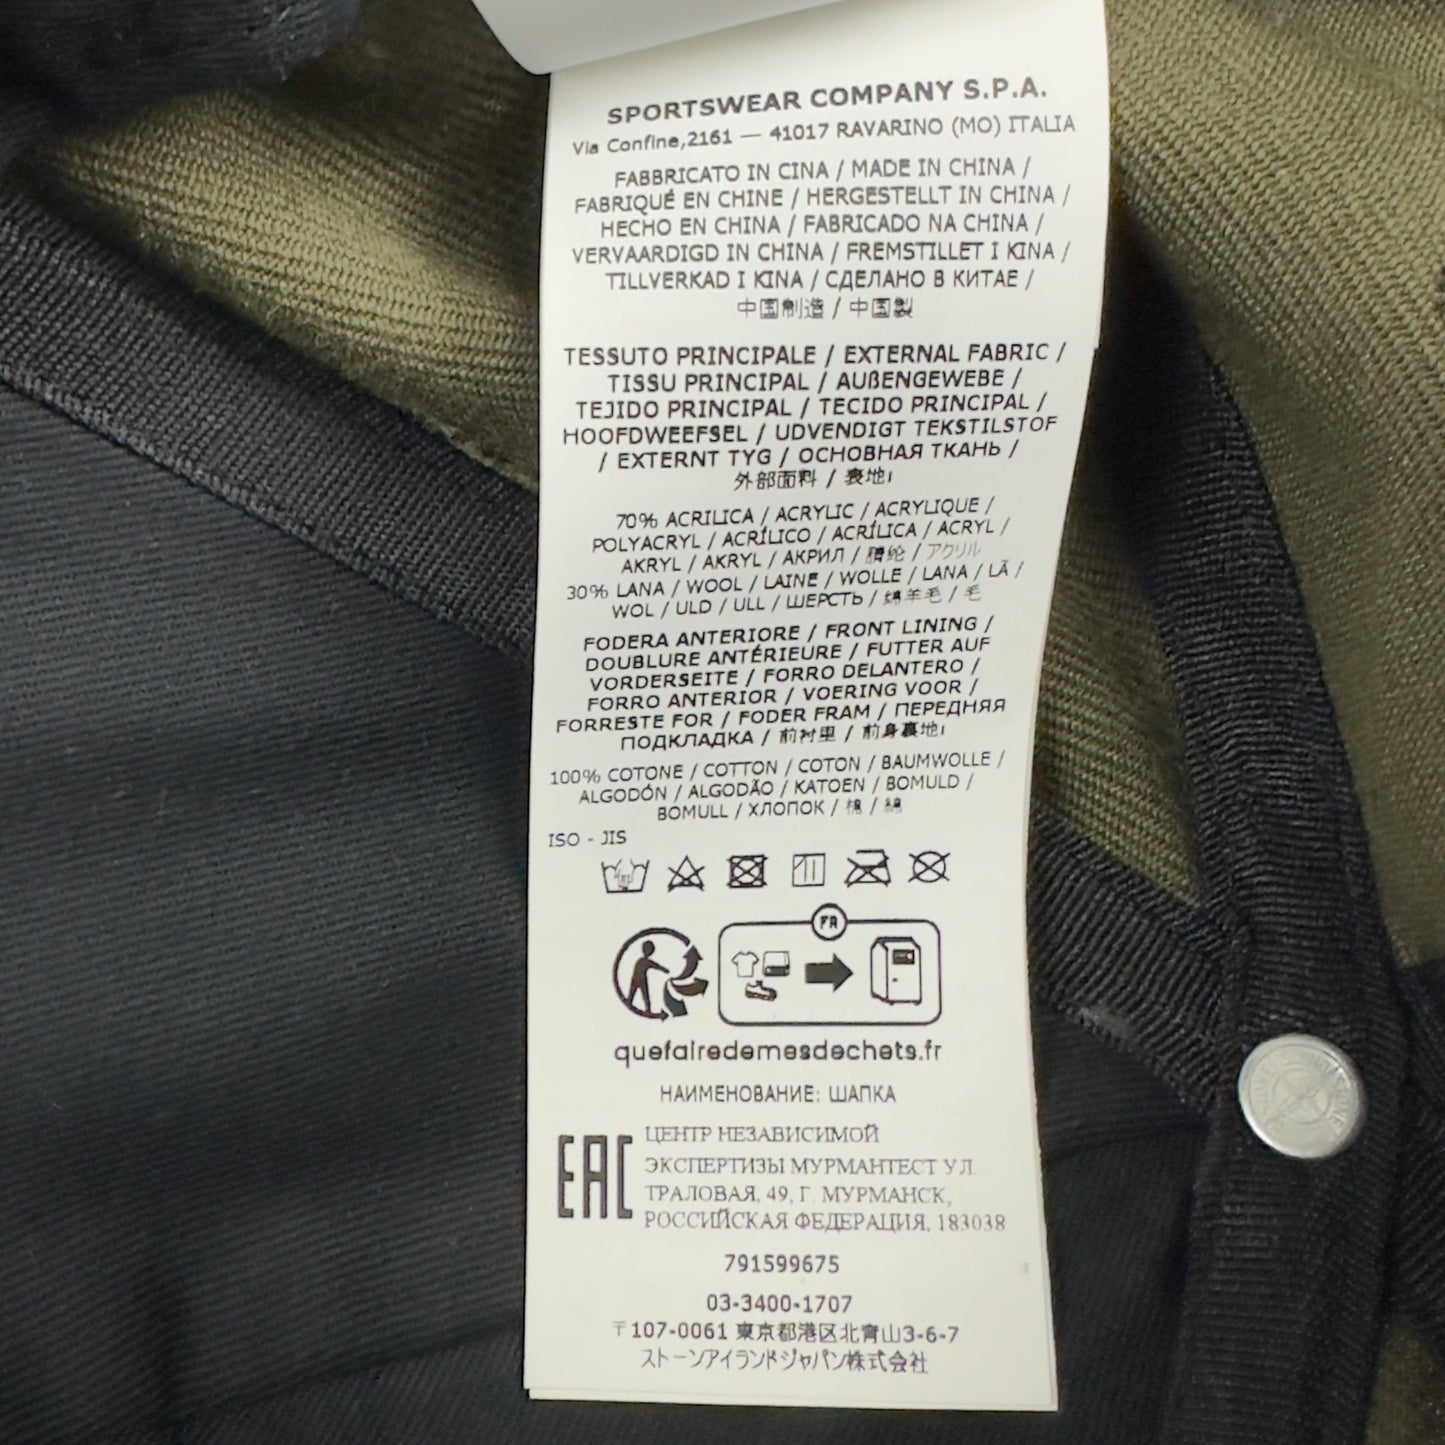 SPORTSWEAR COMPANY S.P.A.
Via Confine,2161 — 41017 RAVARINO (MO) ITALIA
FABBRICATO IN CINA / MADE IN CHINA /
FABRIQUÉ EN CHINE / HERGESTELLT IN CHINA /
HECHO EN CHINA / FABRICADO NA CHINA /
VERVAARDIGD IN CHINA / FREMSTILLET I KINA /
TILLVERKAD I KINA / СДЕЛАНО В КИТАЕ /
中国制造 / 中国製
TESSUTO PRINCIPALE / EXTERNAL FABRIC /
TISSU PRINCIPAL / AUßENGEWEBE /
TEJIDO PRINCIPAL / TECIDO PRINCIPAL /
HOOFDWEEFSEL / UDVENDIGT TEKSTILSTOF
/ EXTERNT TYG / ОСНОВНАЯ ТКАНЬ /
外部面料 / 表地
70% ACRILICA / ACRYLIC / ACRYLIQUE /
POLYACRYL / ACRÍLICO / ACRÍLICA / ACRYL /
AKRYL / AKRYL / АКРИЛ / 腈纶 / アクリル
30% LANA / WOOL / LAINE / WOLLE / LANA / LÃ /
WOL / ULD / ULL / ШЕРСТЬ / 绵羊毛 / 毛
FODERA ANTERIORE / FRONT LINING /
DOUBLURE ANTÉRIEURE / FUTTER AUF
VORDERSEITE / FORRO DELANTERO /
FORRO ANTERIOR / VOERING VOOR /
FORRESTE FOR / FODER FRAM / ПЕРЕДНЯЯ
ПОДКЛАДКА / 前衬里 / 前身裏地
100% COTONE / COTTON / COTON / BAUMWOLLE /
ALGODÓN / ALGODÃO / KATOEN / BOMULD /
BOMULL / ХЛОПОК / 棉 / 綿
ISO - JIS
FR
quefairedemesdechets.fr
НАИМЕНОВАНИЕ: ШАПКА
EAC
ЦЕНТР НЕЗАВИСИМОЙ
ЭКСПЕРТИЗЫ МУРМАНТЕСТ УЛ.
ТРАЛОВАЯ, 49, Г. МУРМАНСК,
РОССИЙСКАЯ ФЕДЕРАЦИЯ, 183038
791599675
03-3400-1707
〒107-0061 東京都港区北青山3-6-7
ストーンアイランドジャパン株式会社